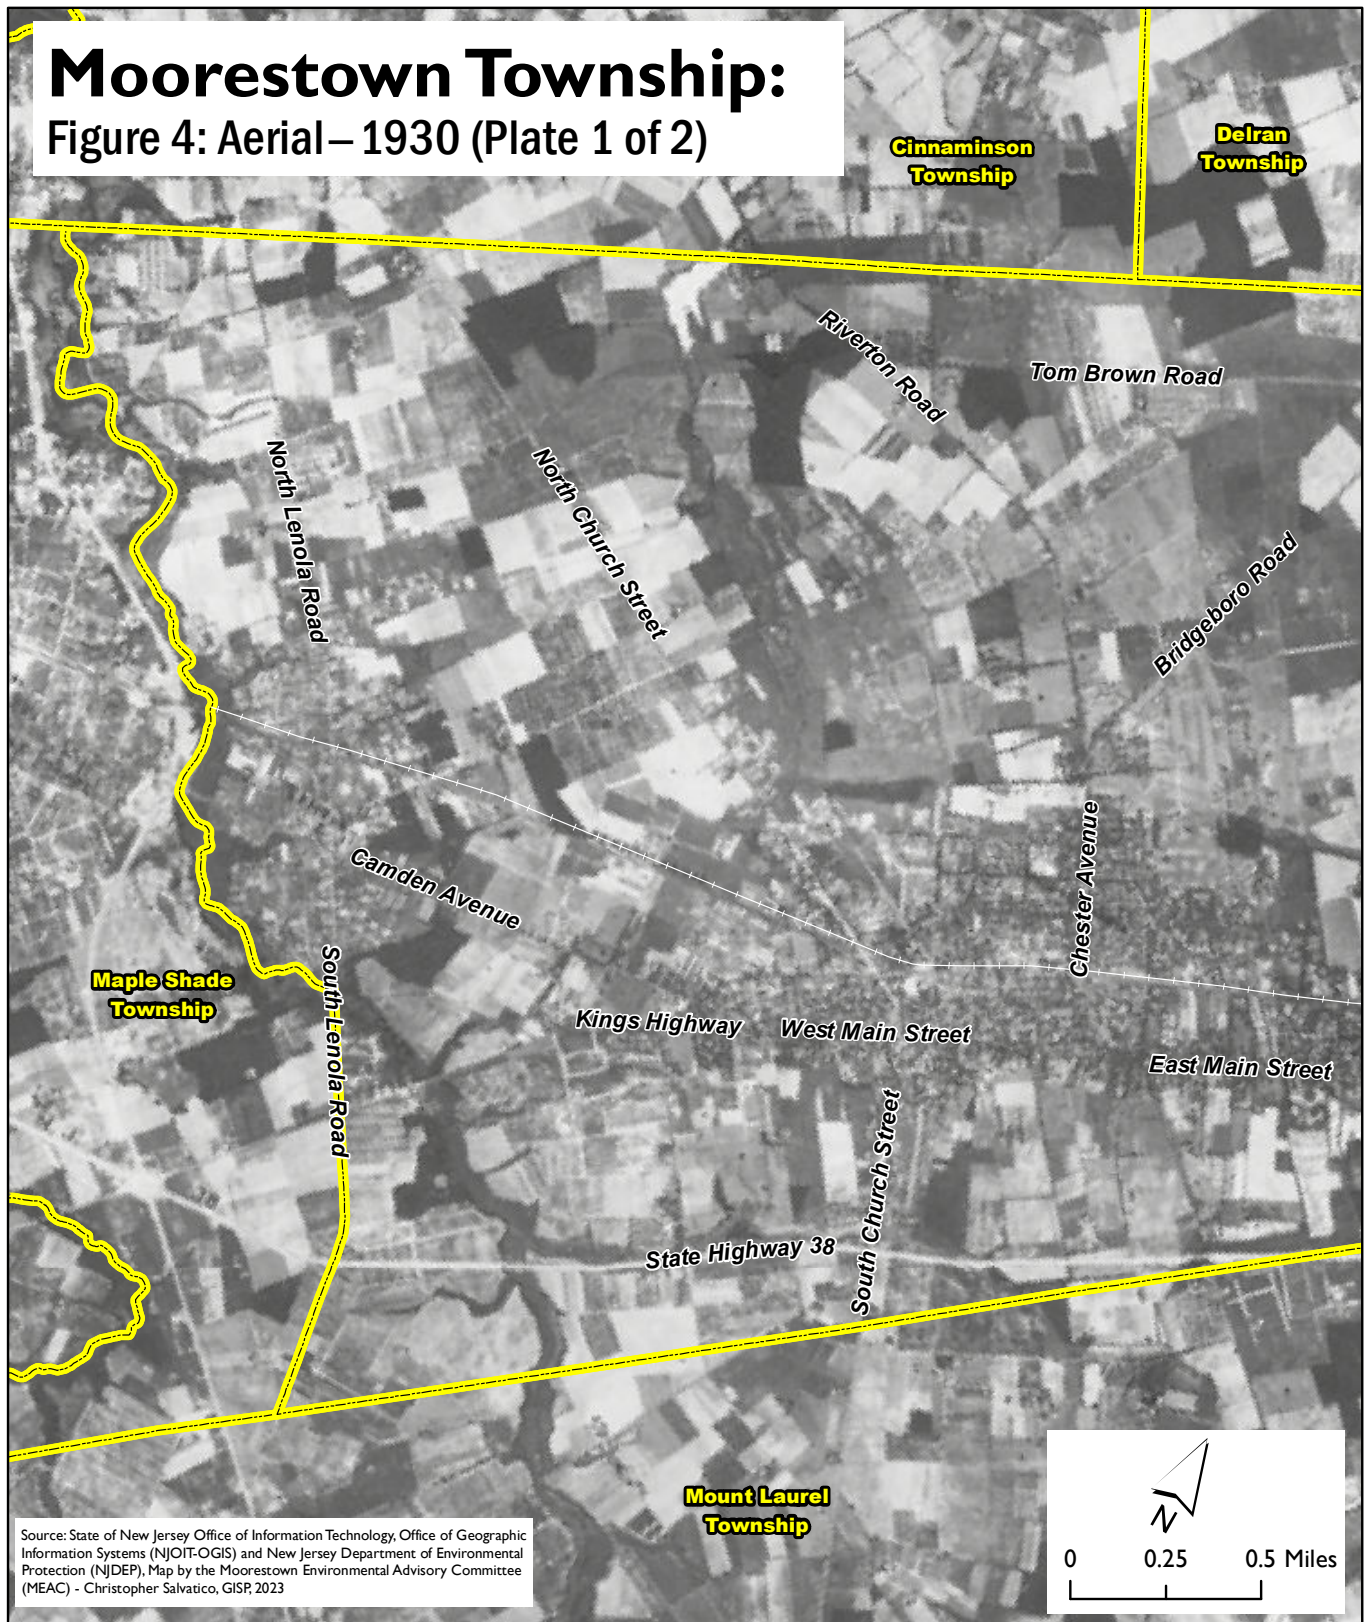 Moorestown Township:
Figure 4: Aerial – 1930 (Plate 1 of 2)
Cinnaminson
Township
Delran
Township
Riverton Road
Tom Brown Road
North Lenola Road
North Church Street
Bridgeboro Road
Camden Avenue
Chester Avenue
Maple Shade
Township
South Lenola Road
Kings Highway
West Main Street
East Main Street
South Church Street
State Highway 38
Mount Laurel
Township
N
0 0.25 0.5 Miles
Source: State of New Jersey Office of Information Technology, Office of Geographic
Information Systems (NJOIT-OGIS) and New Jersey Department of Environmental
Protection (NJDEP), Map by the Moorestown Environmental Advisory Committee
(MEAC) - Christopher Salvatico, GISP, 2023